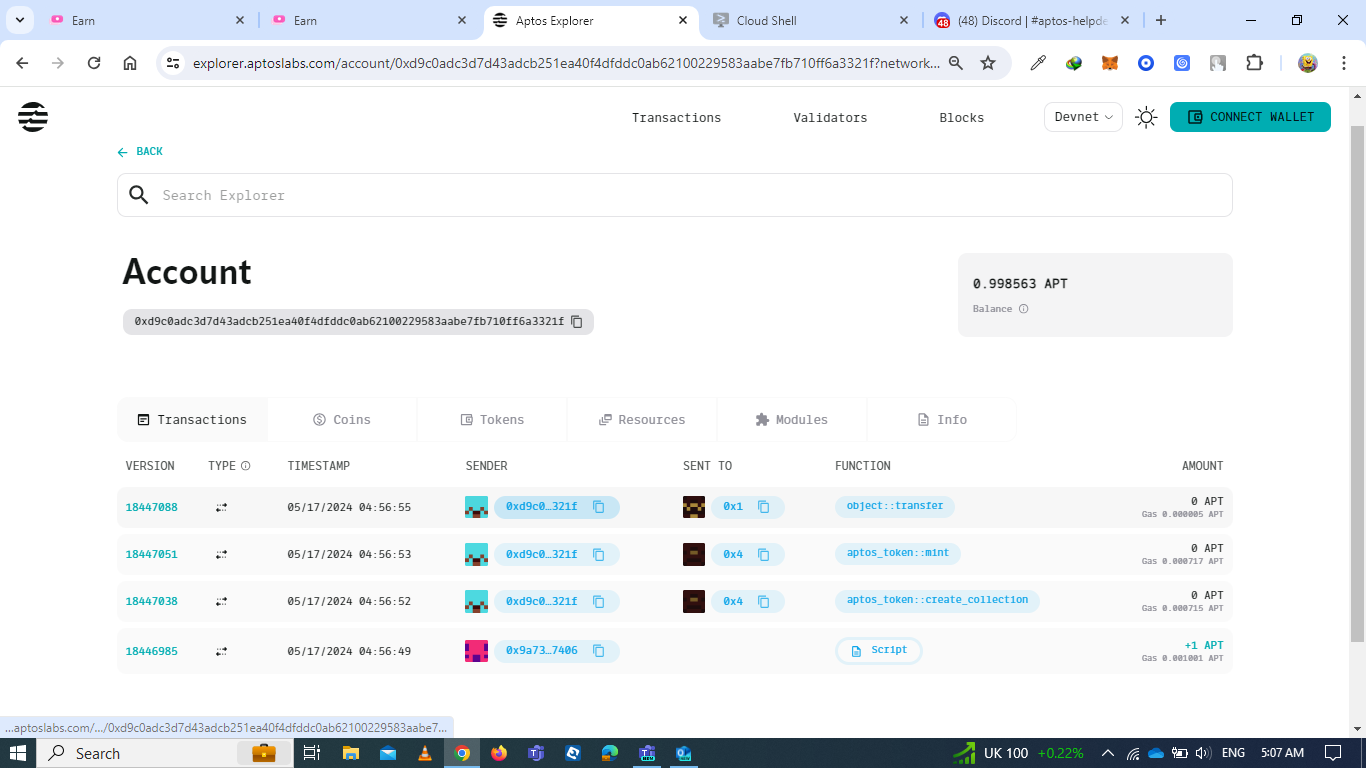 Earn
Earn
Aptos Explorer
Cloud Shell
(48) Discord | #aptos-helpde
48
explorer.aptoslabs.com/account/0xd9c0adc3d7d43adcb251ea40f4dfddc0ab62100229583aabe7fb710ff6a3321f?network...
Transactions
Validators
Blocks
Devnet
CONNECT WALLET
BACK
Search Explorer
Account
0.998563 APT
Balance
0xd9c0adc3d7d43adcb251ea40f4dfddc0ab62100229583aabe7fb710ff6a3321f
Transactions
Coins
Tokens
Resources
Modules
Info
VERSION TYPE TIMESTAMP SENDER SENT TO FUNCTION AMOUNT
18447088 05/17/2024 04:56:55 0xd9c0…321f 0x1 object::transfer 0 APT
Gas 0.000005 APT
18447051 05/17/2024 04:56:53 0xd9c0…321f 0x4 aptos_token::mint 0 APT
Gas 0.000717 APT
18447038 05/17/2024 04:56:52 0xd9c0…321f 0x4 aptos_token::create_collection 0 APT
Gas 0.000715 APT
18446985 05/17/2024 04:56:49 0x9a73…7406 Script +1 APT
Gas 0.001001 APT
...aptoslabs.com/.../0xd9c0adc3d7d43adcb251ea40f4dfddc0ab62100229583aabe7...
Search
UK 100 +0.22%
ENG
5:07 AM